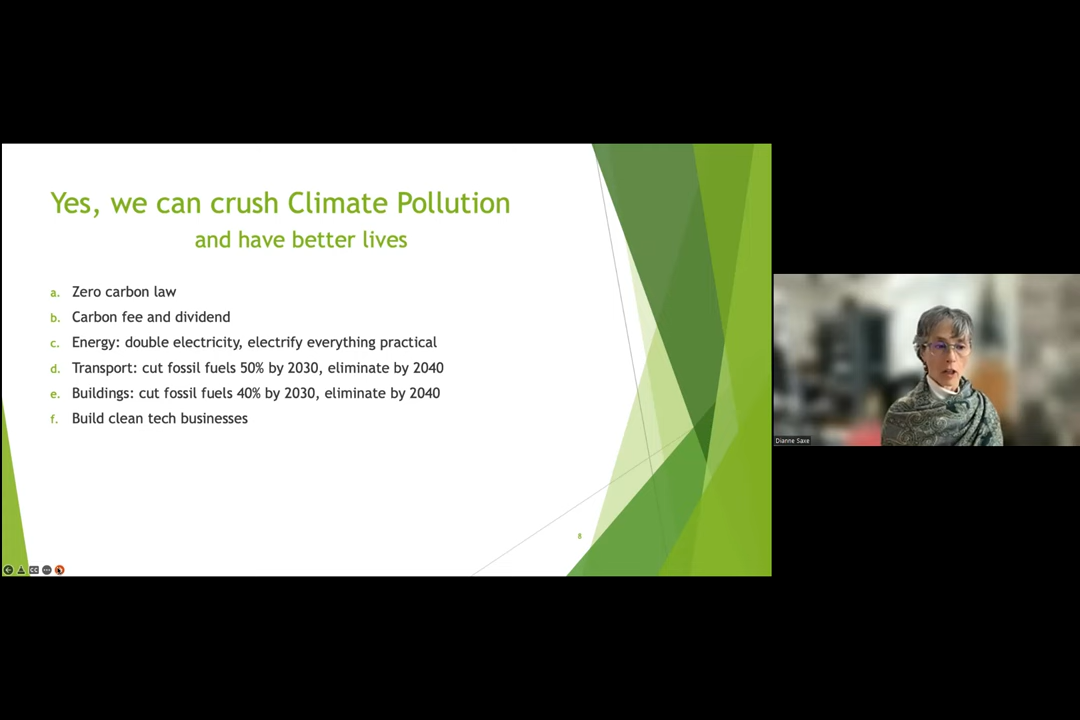 Yes, we can crush Climate Pollution
and have better lives
a. Zero carbon law
b. Carbon fee and dividend
c. Energy: double electricity, electrify everything practical
d. Transport: cut fossil fuels 50% by 2030, eliminate by 2040
e. Buildings: cut fossil fuels 40% by 2030, eliminate by 2040
f. Build clean tech businesses
8
CC
Dianne Saxe